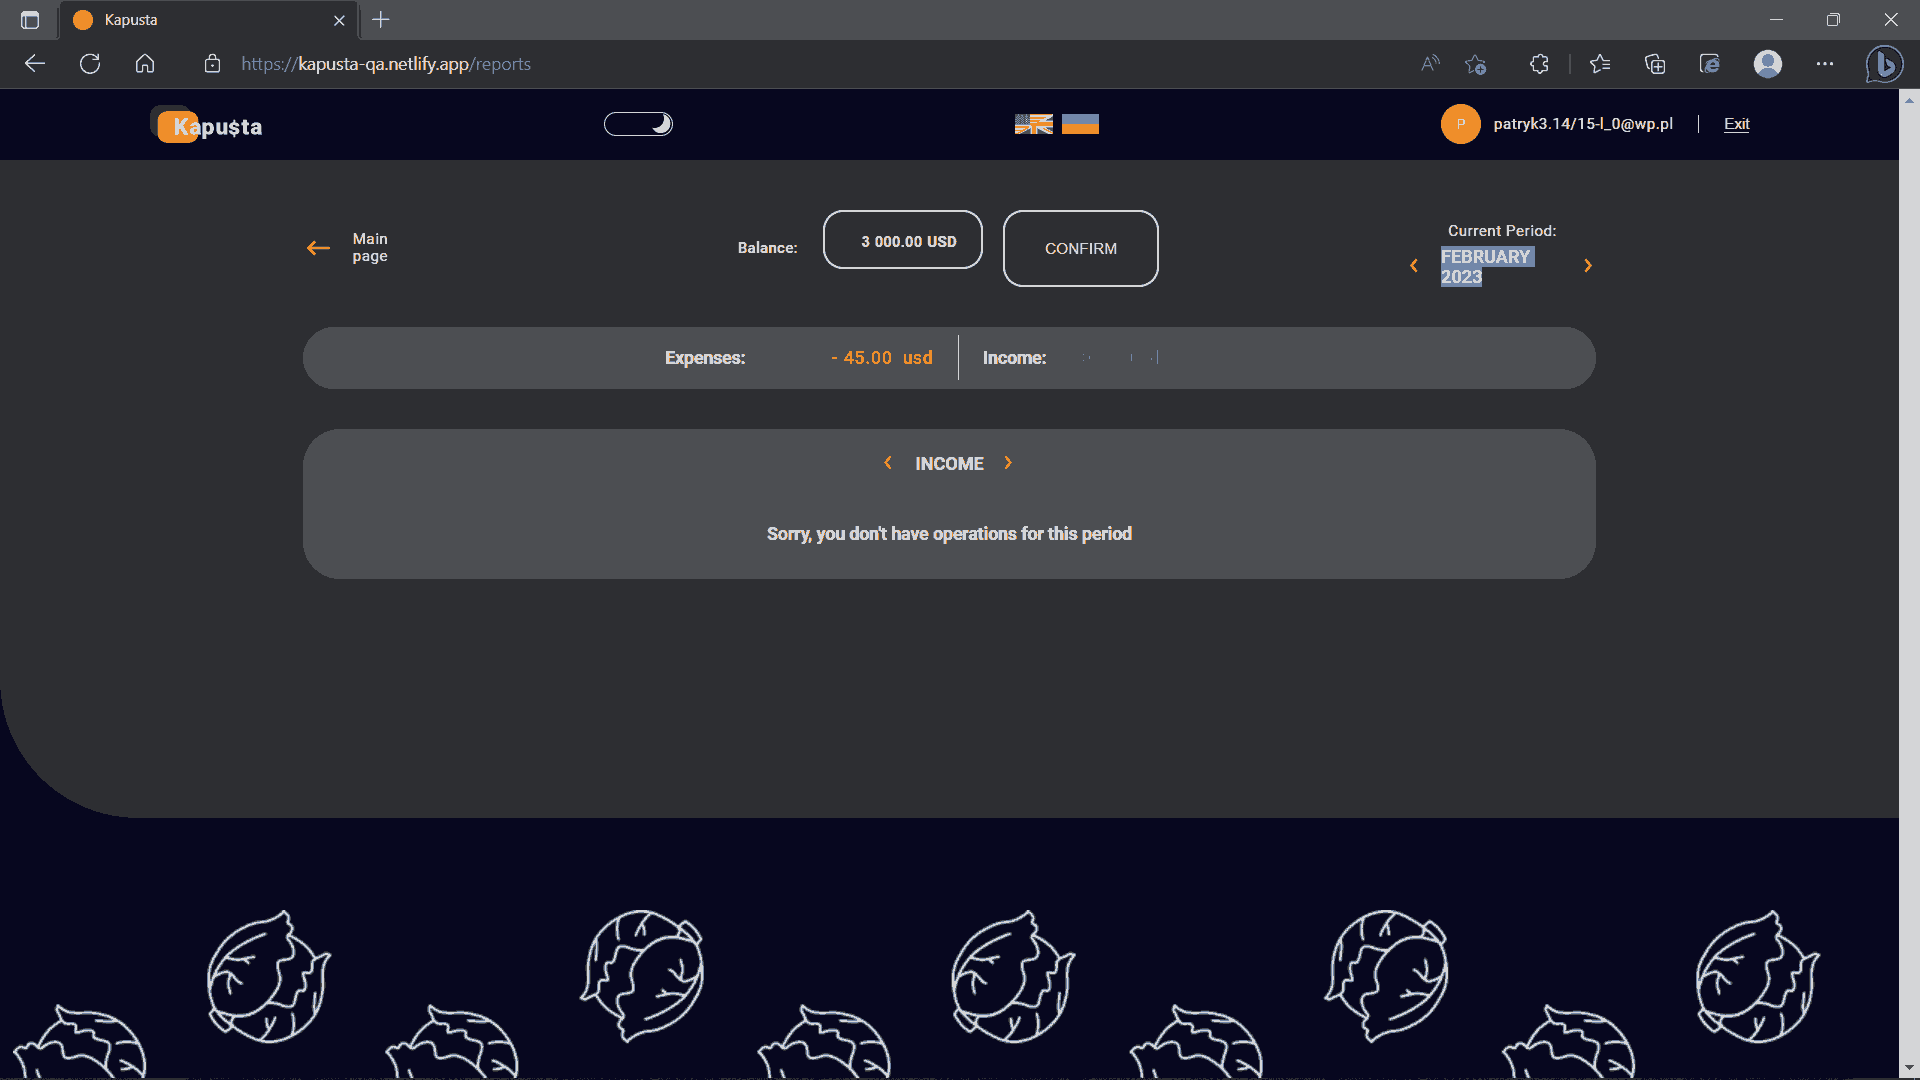 Kapusta
https://kapusta-qa.netlify.app/reports
Kapu$ta
P
patryk3.14/15-l_0@wp.pl
Exit
Main
page
Balance:
3 000.00 USD
CONFIRM
Current Period:
FEBRUARY
2023
Expenses:
- 45.00 usd
Income:
INCOME
Sorry, you don't have operations for this period